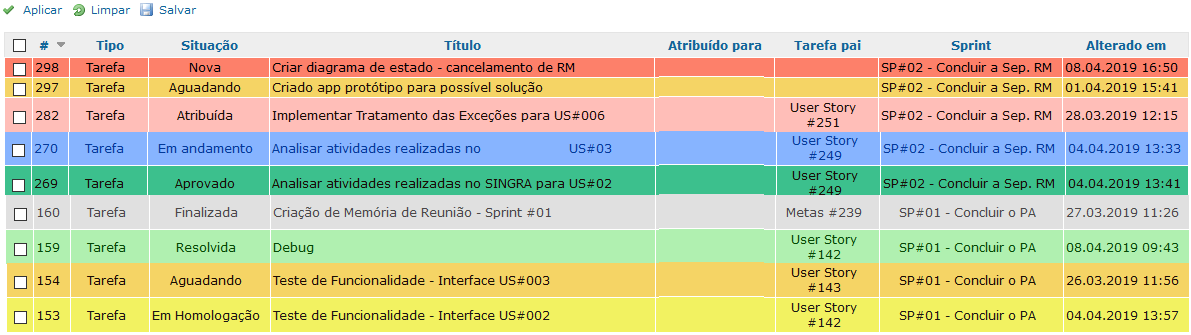 Aplicar Limpar Salvar
# Tipo Situação Título Atribuído para Tarefa pai Sprint Alterado em
298 Tarefa Nova Criar diagrama de estado - cancelamento de RM SP#02 - Concluir a Sep. RM 08.04.2019 16:50
297 Tarefa Aguadando Criado app protótipo para possível solução SP#02 - Concluir a Sep. RM 01.04.2019 15:41
282 Tarefa Atribuída Implementar Tratamento das Exceções para US#006 User Story #251 SP#02 - Concluir a Sep. RM 28.03.2019 12:15
270 Tarefa Em andamento Analisar atividades realizadas no US#03 User Story #249 SP#02 - Concluir a Sep. RM 04.04.2019 13:33
269 Tarefa Aprovado Analisar atividades realizadas no SINGRA para US#02 User Story #249 SP#02 - Concluir a Sep. RM 04.04.2019 13:41
160 Tarefa Finalizada Criação de Memória de Reunião - Sprint #01 Metas #239 SP#01 - Concluir o PA 27.03.2019 11:26
159 Tarefa Resolvida Debug User Story #142 SP#01 - Concluir o PA 08.04.2019 09:43
154 Tarefa Aguadando Teste de Funcionalidade - Interface US#003 User Story #143 SP#01 - Concluir o PA 26.03.2019 11:56
153 Tarefa Em Homologação Teste de Funcionalidade - Interface US#002 User Story #142 SP#01 - Concluir o PA 04.04.2019 13:57